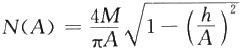 N(A) = \frac{4M}{\pi A} \sqrt{1 - \left( \frac{h}{A} \right)^2}